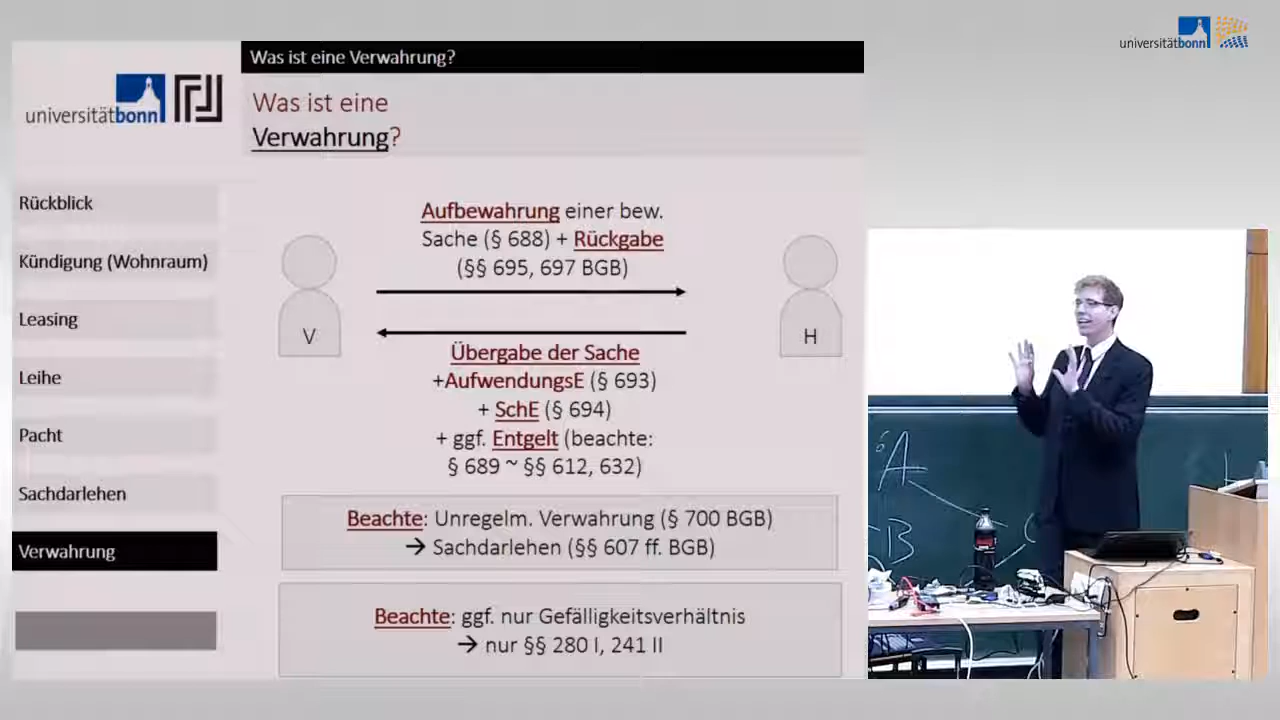 universitätbonn
Was ist eine Verwahrung?
universitätbonn
Was ist eine
Verwahrung?
Rückblick
Kündigung (Wohnraum)
Leasing
Leihe
Pacht
Sachdarlehen
Verwahrung
Aufbewahrung einer bew.
Sache (§ 688) + Rückgabe
(§§ 695, 697 BGB)
V
H
Übergabe der Sache
+AufwendungsE (§ 693)
+ SchE (§ 694)
+ ggf. Entgelt (beachte:
§ 689 ~ §§ 612, 632)
Beachte: Unregelm. Verwahrung (§ 700 BGB)
→ Sachdarlehen (§§ 607 ff. BGB)
Beachte: ggf. nur Gefälligkeitsverhältnis
→ nur §§ 280 I, 241 II
A
B